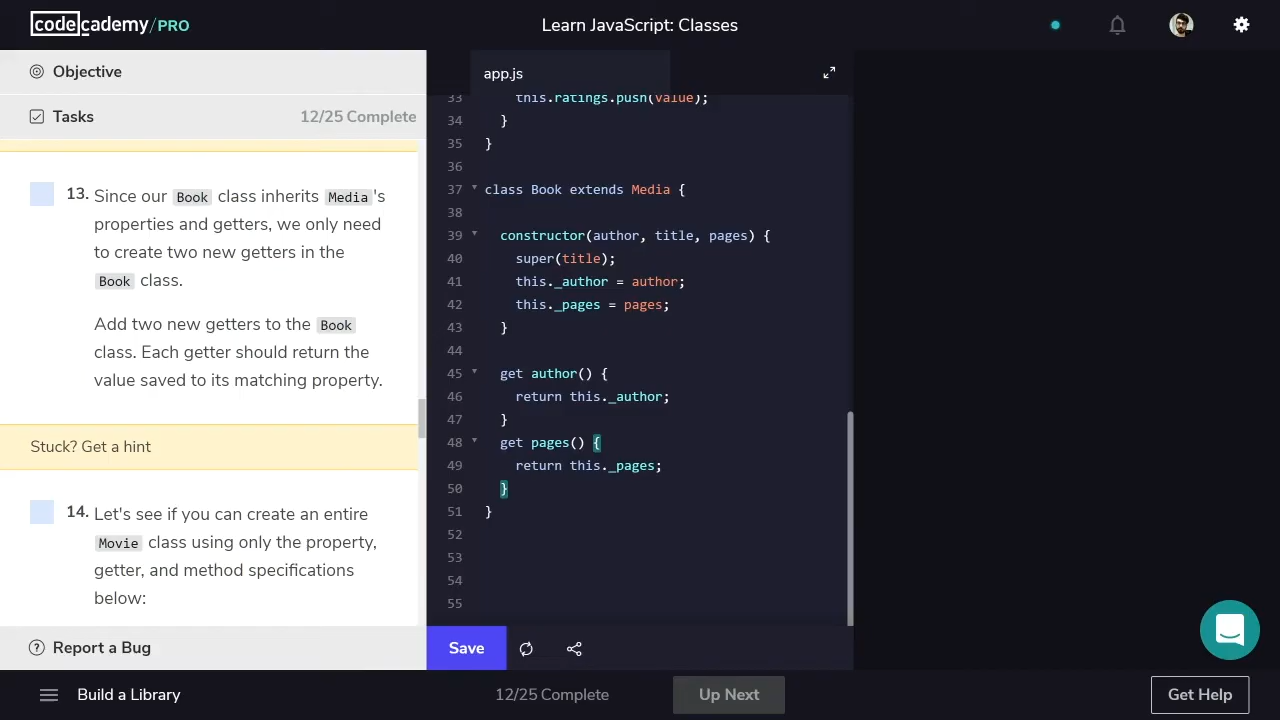 codecademy/PRO
Learn JavaScript: Classes
Objective
Tasks
12/25 Complete
13. Since our Book class inherits Media's
properties and getters, we only need
to create two new getters in the
Book class.
Add two new getters to the Book
class. Each getter should return the
value saved to its matching property.
Stuck? Get a hint
14. Let's see if you can create an entire
Movie class using only the property,
getter, and method specifications
below:
Report a Bug
app.js
33 this.ratings.push(value);
34 }
35 }
36
37 class Book extends Media {
38
39 constructor(author, title, pages) {
40 super(title);
41 this._author = author;
42 this._pages = pages;
43 }
44
45 get author() {
46 return this._author;
47 }
48 get pages() {
49 return this._pages;
50 }
51 }
52
53
54
55
Save
Build a Library
12/25 Complete
Up Next
Get Help